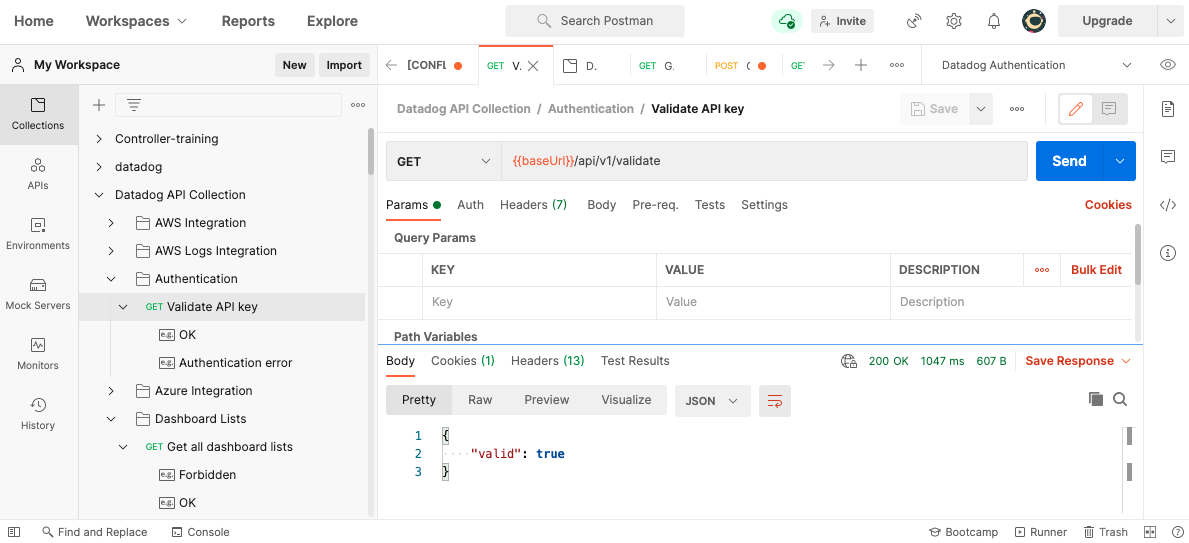 Home Workspaces Reports Explore Search Postman Invite Upgrade
My Workspace New Import [CONFL GET V. D. GET G. POST GET Datadog Authentication
Collections
APIs
Environments
Mock Servers
Monitors
History
Controller-training
datadog
Datadog API Collection
AWS Integration
AWS Logs Integration
Authentication
GET Validate API key
e.g. OK
e.g. Authentication error
Azure Integration
Dashboard Lists
GET Get all dashboard lists
e.g. Forbidden
e.g. OK
Datadog API Collection / Authentication / Validate API key Save
GET {{baseUrl}}/api/v1/validate Send
Params Auth Headers (7) Body Pre-req. Tests Settings Cookies
Query Params
KEY VALUE DESCRIPTION Bulk Edit
Key Value Description
Path Variables
Body Cookies (1) Headers (13) Test Results 200 OK 1047 ms 607 B Save Response
Pretty Raw Preview Visualize JSON
1 {
2 "valid": true
3 }
Find and Replace Console Bootcamp Runner Trash